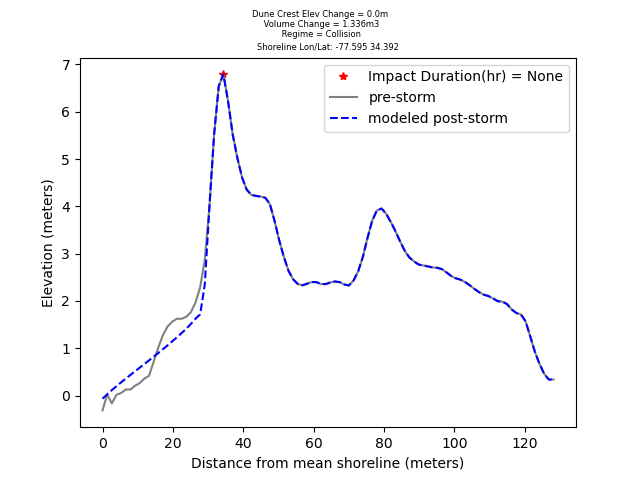 Dune Crest Elev Change = 0.0m
Volume Change = 1.336m3
Regime = Collision
Shoreline Lon/Lat: -77.595 34.392
Impact Duration(hr) = None
pre-storm
modeled post-storm
7
6
5
4
3
2
1
0
Elevation (meters)
0 20 40 60 80 100 120
Distance from mean shoreline (meters)